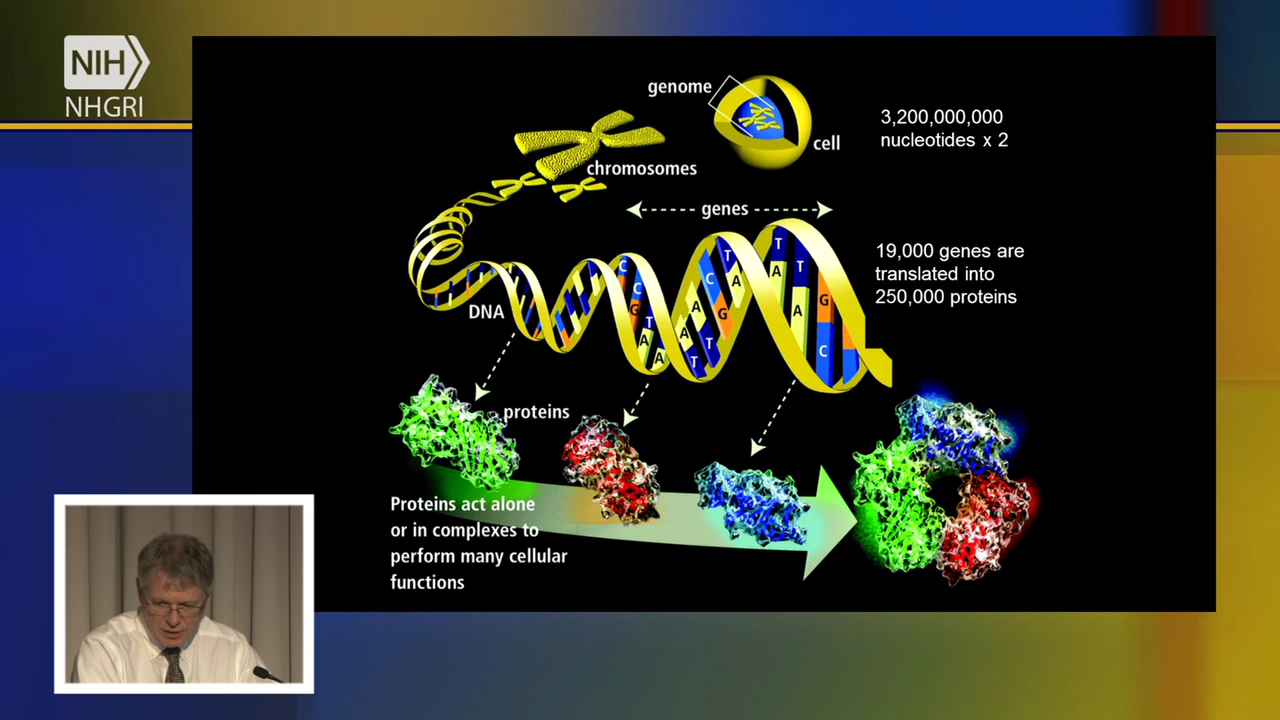 NIH
NHGRI
genome
cell
3,200,000,000
nucleotides x 2
chromosomes
genes
19,000 genes are
translated into
250,000 proteins
DNA
C
C
G
T
A
A
T
A
C
A
G
A
T
T
T
A
T
A
G
C
proteins
Proteins act alone
or in complexes to
perform many cellular
functions